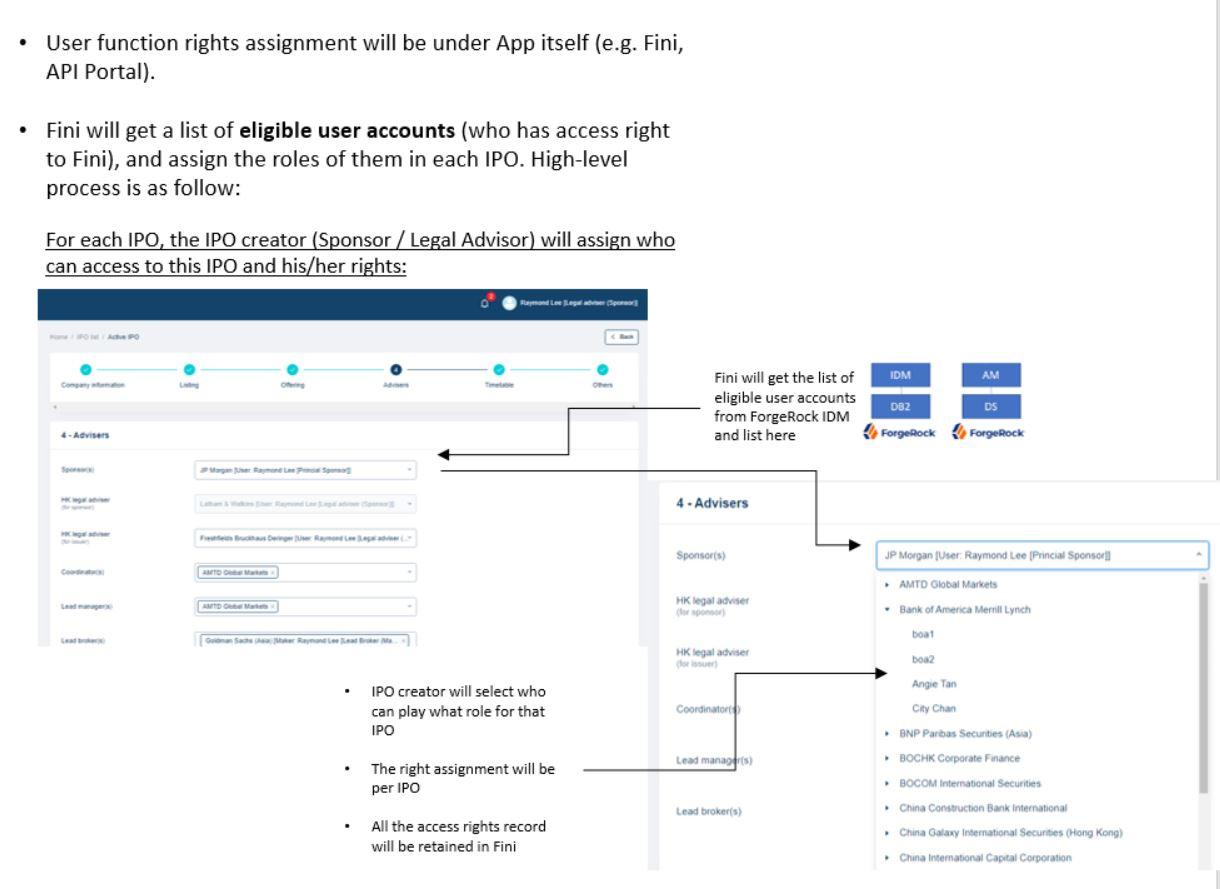 • User function rights assignment will be under App itself (e.g. Fini,
API Portal).
• Fini will get a list of eligible user accounts (who has access right
to Fini), and assign the roles of them in each IPO. High-level
process is as follow:
For each IPO, the IPO creator (Sponsor / Legal Advisor) will assign who
can access to this IPO and his/her rights:
Raymond Lee [Legal adviser (Sponsor)]
Home / IPO list / Active IPO
< Back
Company information
Listing
Offering
4
Advisers
Timetable
Others
4 - Advisers
Sponsor(s)
JP Morgan [User: Raymond Lee [Princial Sponsor]]
HK legal adviser
(for sponsor)
Latham & Watkins [User: Raymond Lee [Legal adviser (Sponsor)]]
HK legal adviser
(for issuer)
Freshfields Bruckhaus Deringer [User: Raymond Lee [Legal adviser (...
Coordinator(s)
AMTD Global Markets ×
Lead manager(s)
AMTD Global Markets ×
Lead broker(s)
Goldman Sachs (Asia) [Maker: Raymond Lee [Lead Broker (Ma... ×
Fini will get the list of
eligible user accounts
from ForgeRock IDM
and list here
IDM
AM
DB2
DS
ForgeRock
ForgeRock
4 - Advisers
Sponsor(s)
JP Morgan [User: Raymond Lee [Princial Sponsor]]
AMTD Global Markets
HK legal adviser
(for sponsor)
Bank of America Merrill Lynch
boa1
HK legal adviser
(for issuer)
boa2
Angie Tan
Coordinator(s)
City Chan
BNP Paribas Securities (Asia)
Lead manager(s)
BOCHK Corporate Finance
BOCOM International Securities
Lead broker(s)
China Construction Bank International
China Galaxy International Securities (Hong Kong)
China International Capital Corporation
• IPO creator will select who
can play what role for that
IPO
• The right assignment will be
per IPO
• All the access rights record
will be retained in Fini